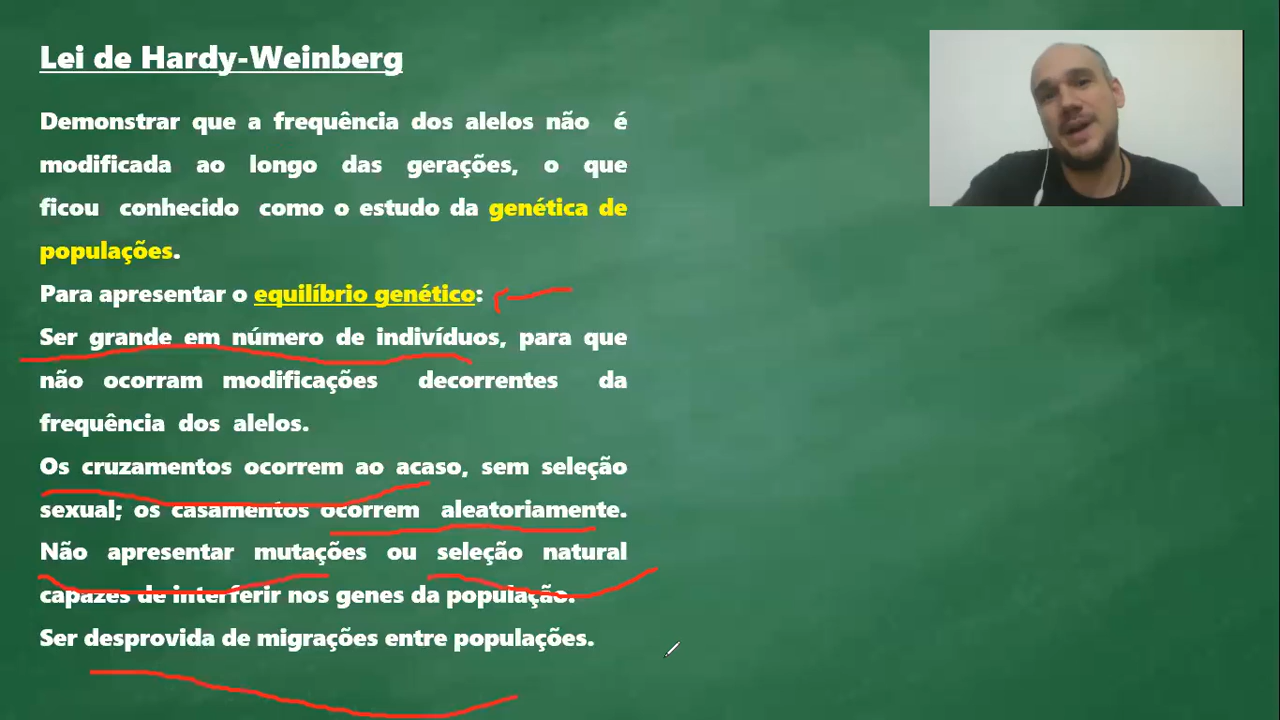 Lei de Hardy-Weinberg
Demonstrar que a frequência dos alelos não é
modificada ao longo das gerações, o que
ficou conhecido como o estudo da genética de
populações.
Para apresentar o equilíbrio genético:
Ser grande em número de indivíduos, para que
não ocorram modificações decorrentes da
frequência dos alelos.
Os cruzamentos ocorrem ao acaso, sem seleção
sexual; os casamentos ocorrem aleatoriamente.
Não apresentar mutações ou seleção natural
capazes de interferir nos genes da população.
Ser desprovida de migrações entre populações.